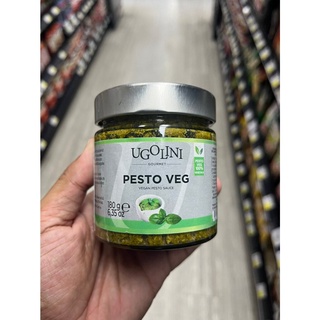 UGOLINI
GOURMET
PESTO VEG
VEGAN PESTO SAUCE
180 g ℮
6,35 oz